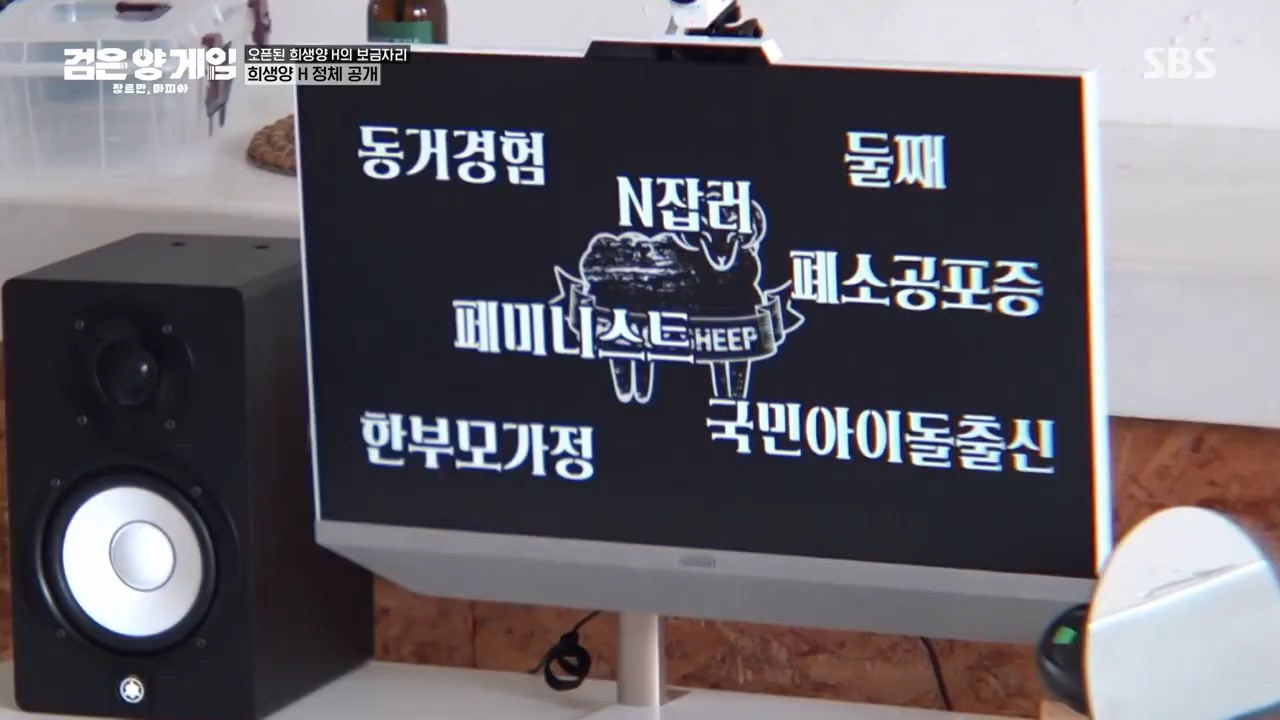 검은 양 게임
장르만, 마피아
오픈된 희생양 H의 보금자리
희생양 H 정체 공개
SBS
동거경험
둘째
N잡러
폐소공포증
페미니스트
HEEP
한부모가정
국민아이돌출신